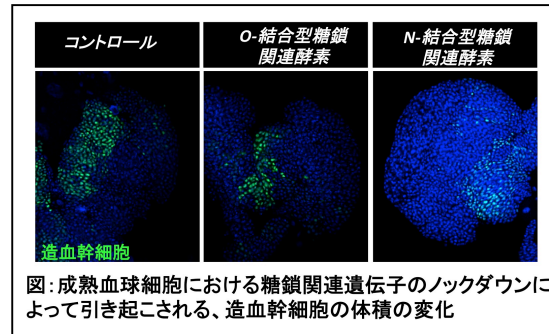 コントロール
O-結合型糖鎖
関連酵素
N-結合型糖鎖
関連酵素
造血幹細胞
図:成熟血球細胞における糖鎖関連遺伝子のノックダウンに
よって引き起こされる、造血幹細胞の体積の変化